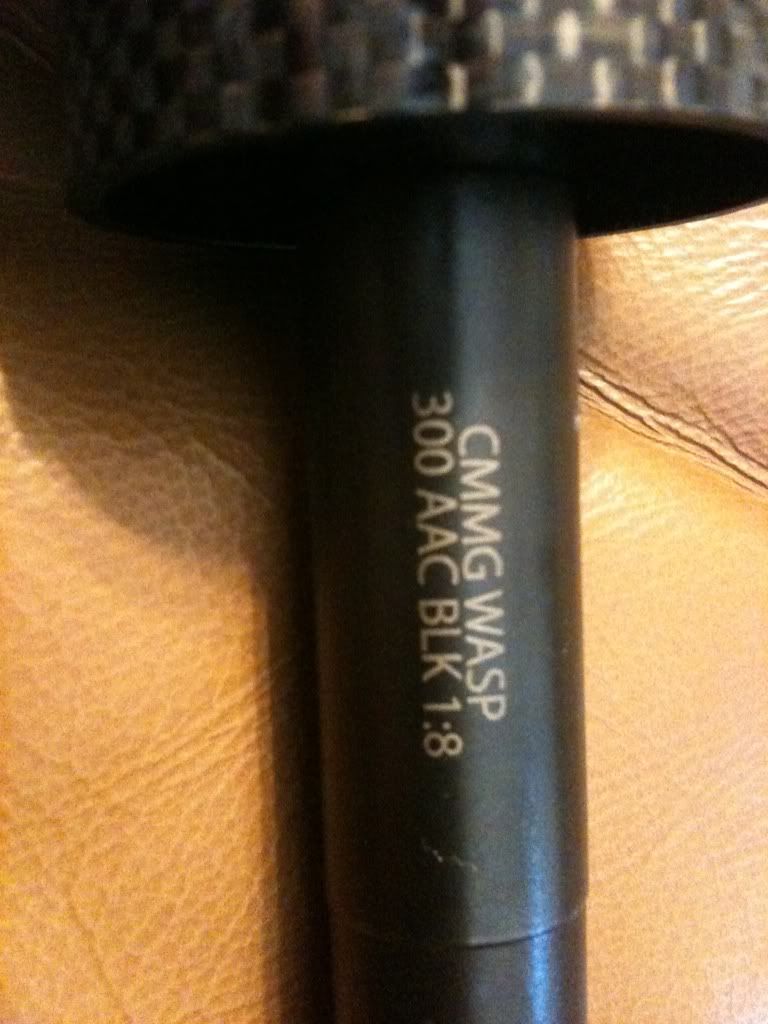 CMMG WASP
300 AAC BLK 1:8